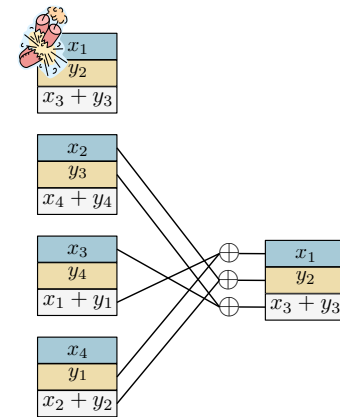 x₁
y₂
x₃ + y₃
x₂
y₃
x₄ + y₄
x₃
y₄
x₁ + y₁
x₄
y₁
x₂ + y₂
x₁
y₂
x₃ + y₃